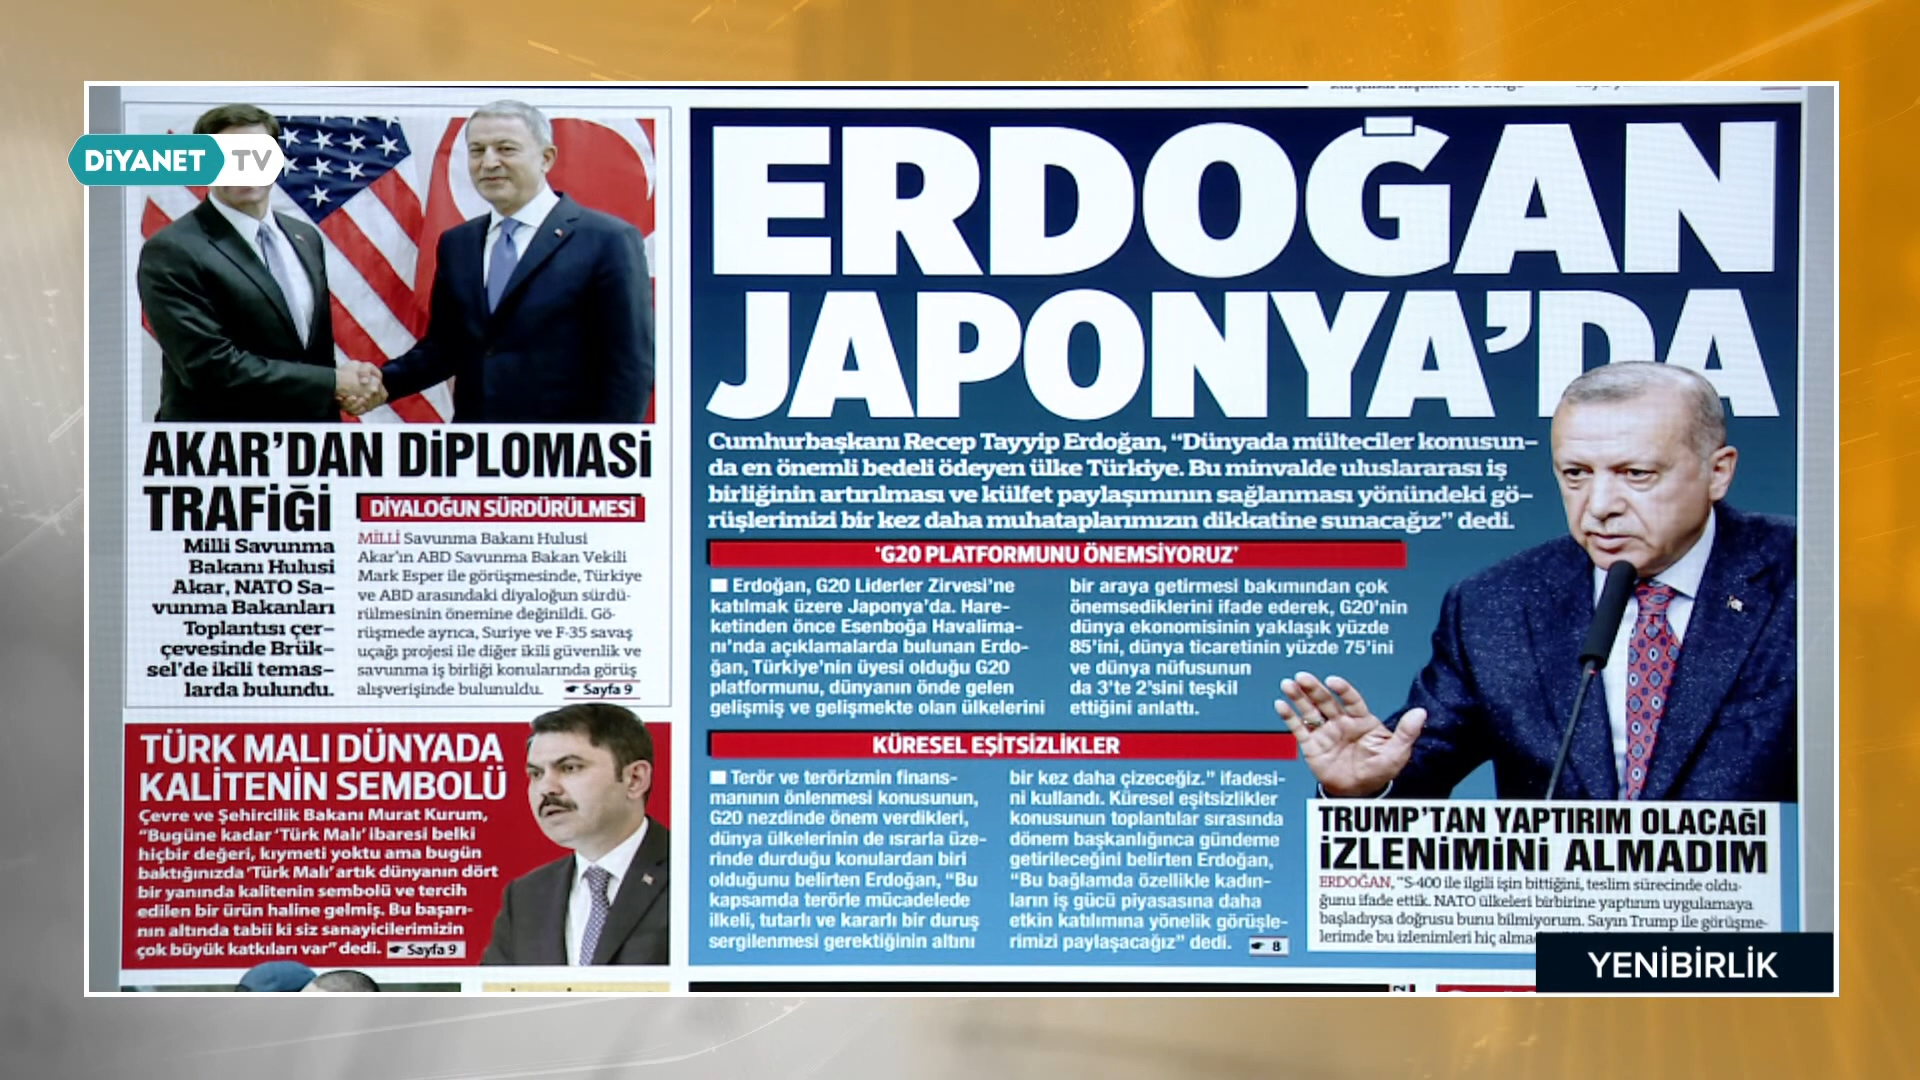 DİYANET TV
AKAR'DAN DİPLOMASİ
TRAFİĞİ
Milli Savunma
Bakanı Hulusi
Akar, NATO Sa-
vunma Bakanları
Toplantısı çer-
çevesinde Brük-
sel'de ikili temas-
larda bulundu.
DİYALOĞUN SÜRDÜRÜLMESİ
MİLLİ Savunma Bakanı Hulusi
Akar'ın ABD Savunma Bakan Vekili
Mark Esper ile görüşmesinde, Türkiye
ve ABD arasındaki diyaloğun sürdü-
rülmesinin önemine değinildi. Gö-
rüşmede ayrıca, Suriye ve F-35 savaş
uçağı projesi ile diğer ikili güvenlik ve
savunma iş birliği konularında görüş
alışverişinde bulunuldu. Sayfa 9
TÜRK MALI DÜNYADA
KALİTENİN SEMBOLÜ
Çevre ve Şehircilik Bakanı Murat Kurum,
"Bugüne kadar 'Türk Malı' ibaresi belki
hiçbir değeri, kıymeti yoktu ama bugün
baktığınızda 'Türk Malı' artık dünyanın dört
bir yanında kalitenin sembolü ve tercih
edilen bir ürün haline gelmiş. Bu başarı-
nın altında tabii ki siz sanayicilerimizin
çok büyük katkıları var" dedi. Sayfa 9
ERDOĞAN
JAPONYA'DA
Cumhurbaşkanı Recep Tayyip Erdoğan, "Dünyada mülteciler konusun-
da en önemli bedeli ödeyen ülke Türkiye. Bu minvalde uluslararası iş
birliğinin artırılması ve külfet paylaşımının sağlanması yönündeki gö-
rüşlerimizi bir kez daha muhataplarımızın dikkatine sunacağız" dedi.
'G20 PLATFORMUNU ÖNEMSİYORUZ'
Erdoğan, G20 Liderler Zirvesi'ne
katılmak üzere Japonya'da. Hare-
ketinden önce Esenboğa Havalima-
nı'nda açıklamalarda bulunan Erdo-
ğan, Türkiye'nin üyesi olduğu G20
platformunu, dünyanın önde gelen
gelişmiş ve gelişmekte olan ülkelerini
bir araya getirmesi bakımından çok
önemsediklerini ifade ederek, G20'nin
dünya ekonomisinin yaklaşık yüzde
85'ini, dünya ticaretinin yüzde 75'ini
ve dünya nüfusunun
da 3'te 2'sini teşkil
ettiğini anlattı.
KÜRESEL EŞİTSİZLİKLER
Terör ve terörizmin finans-
manının önlenmesi konusunun,
G20 nezdinde önem verdikleri,
dünya ülkelerinin de ısrarla üze-
rinde durduğu konulardan biri
olduğunu belirten Erdoğan, "Bu
kapsamda terörle mücadelede
ilkeli, tutarlı ve kararlı bir duruş
sergilenmesi gerektiğinin altını
bir kez daha çizeceğiz." ifadesi-
ni kullandı. Küresel eşitsizlikler
konusunun toplantılar sırasında
dönem başkanlığınca gündeme
getirileceğini belirten Erdoğan,
"Bu bağlamda özellikle kadın-
ların iş gücü piyasasına daha
etkin katılımına yönelik görüşle-
rimizi paylaşacağız" dedi. 8
TRUMP'TAN YAPTIRIM OLACAĞI
İZLENİMİNİ ALMADIM
ERDOĞAN, "S-400 ile ilgili işin bittiğini, teslim sürecinde oldu-
ğunu ifade ettik. NATO ülkeleri birbirine yaptırım uygulamaya
başladıysa doğrusu bunu bilmiyorum. Sayın Trump ile görüşme-
lerimde bu izlenimleri hiç
YENİBİRLİK